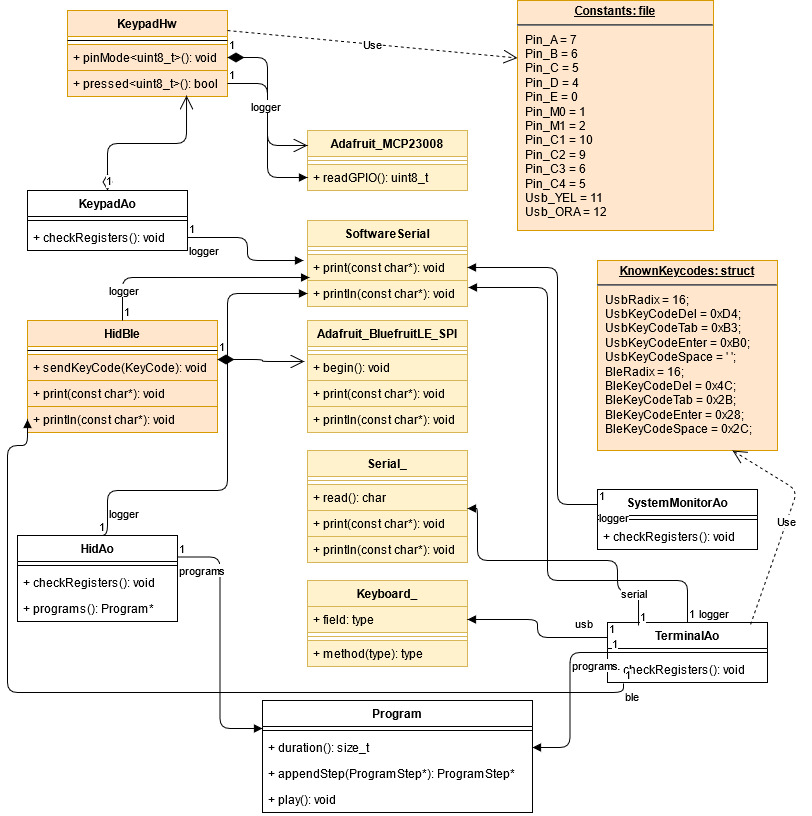 KeypadHw
+ pinMode<uint8_t>(): void
+ pressed<uint8_t>(): bool
1
1
logger
Use
Constants: file
Pin_A = 7
Pin_B = 6
Pin_C = 5
Pin_D = 4
Pin_E = 0
Pin_M0 = 1
Pin_M1 = 2
Pin_C1 = 10
Pin_C2 = 9
Pin_C3 = 6
Pin_C4 = 5
Usb_YEL = 11
Usb_ORA = 12
Adafruit_MCP23008
+ readGPIO(): uint8_t
1
KeypadAo
+ checkRegisters(): void
1
logger
SoftwareSerial
+ print(const char*): void
+ println(const char*): void
KnownKeycodes: struct
UsbRadix = 16;
UsbKeyCodeDel = 0xD4;
UsbKeyCodeTab = 0xB3;
UsbKeyCodeEnter = 0xB0;
UsbKeyCodeSpace = ' ';
BleRadix = 16;
BleKeyCodeDel = 0x4C;
BleKeyCodeTab = 0x2B;
BleKeyCodeEnter = 0x28;
BleKeyCodeSpace = 0x2C;
logger
1
HidBle
+ sendKeyCode(KeyCode): void
+ print(const char*): void
+ println(const char*): void
1
Adafruit_BluefruitLE_SPI
+ begin(): void
+ print(const char*): void
+ println(const char*): void
Serial_
+ read(): char
+ print(const char*): void
+ println(const char*): void
1
logger
SystemMonitorAo
+ checkRegisters(): void
Use
logger
1
HidAo
+ checkRegisters(): void
+ programs(): Program*
1
programs
Keyboard_
+ field: type
+ method(type): type
serial
1
1 logger
usb
1
1
TerminalAo
programs
checkRegisters(): void
1
ble
Program
+ duration(): size_t
+ appendStep(ProgramStep*): ProgramStep*
+ play(): void